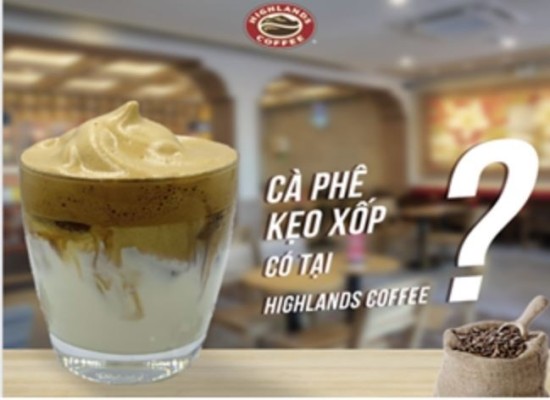 HIGHLANDS
COFFEE
CÀ PHÊ
KẸO XỐP
CÓ TẠI
HIGHLANDS COFFEE
?